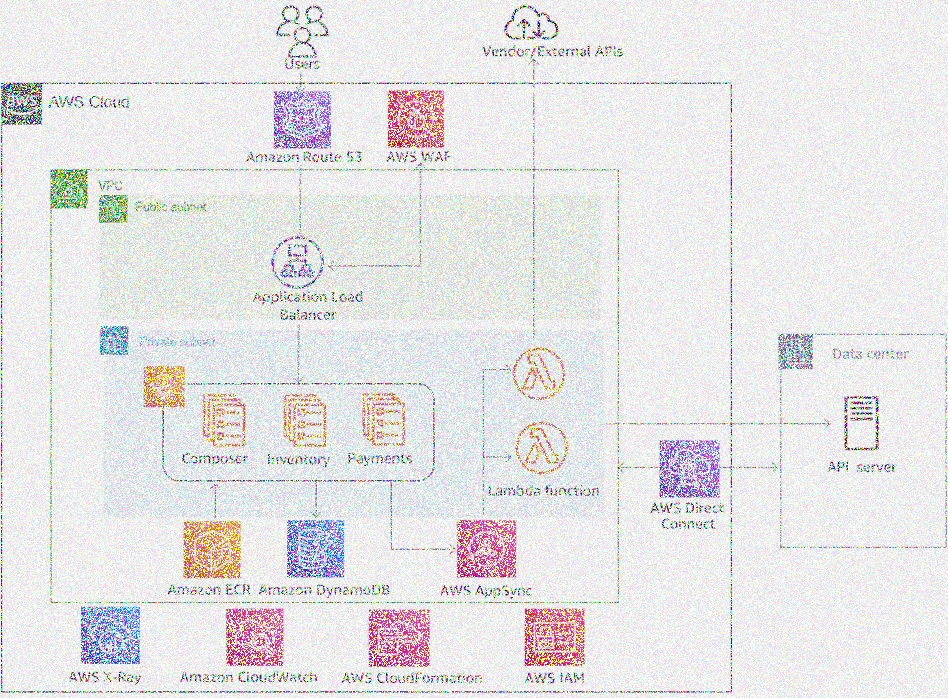 Users
Vendor/External APIs
AWS Cloud
Amazon Route 53
AWS WAF
VPC
Public subnet
Application Load
Balancer
Private subnet
Data center
Composer
Inventory
Payments
API server
Lambda function
AWS Direct
Connect
Amazon ECR
Amazon DynamoDB
AWS AppSync
AWS X-Ray
Amazon CloudWatch
AWS CloudFormation
AWS IAM